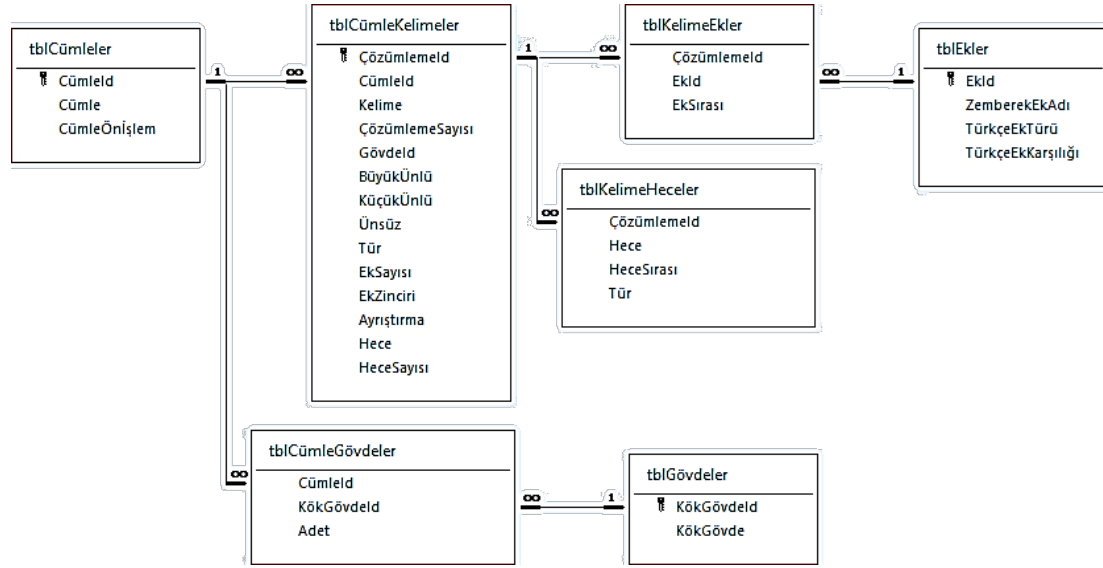 tblCümleler
CümleId
Cümle
CümleÖnİşlem
1
∞
tblCümleKelimeler
ÇözümlemeId
CümleId
Kelime
ÇözümlemeSayısı
GövdeId
BüyükÜnlü
KüçükÜnlü
Ünsüz
Tür
EkSayısı
EkZinciri
Ayrıştırma
Hece
HeceSayısı
1
∞
tblKelimeEkler
ÇözümlemeId
EkId
EkSırası
∞
1
tblEkler
EkId
ZemberekEkAdı
TürkçeEkTürü
TürkçeEkKarşılığı
∞
tblKelimeHeceler
ÇözümlemeId
Hece
HeceSırası
Tür
∞
tblCümleGövdeler
CümleId
KökGövdeId
Adet
∞
1
tblGövdeler
KökGövdeId
KökGövde